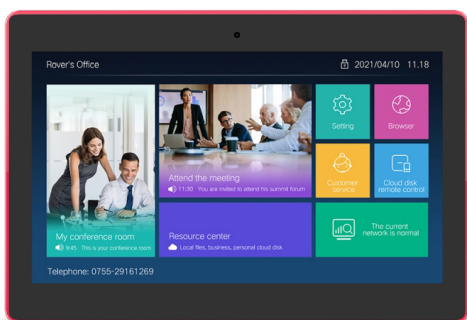 Rover's Office
2021/04/10 11.18
Setting
Browser
Attend the meeting
11:30 You are invited to attend his summit forum
Customer
service
Cloud disk
remote control
My conference room
9:45 This is your conference room
Resource center
Local files, business, personal cloud disk
The current
network is normal
Telephone: 0755-29161269